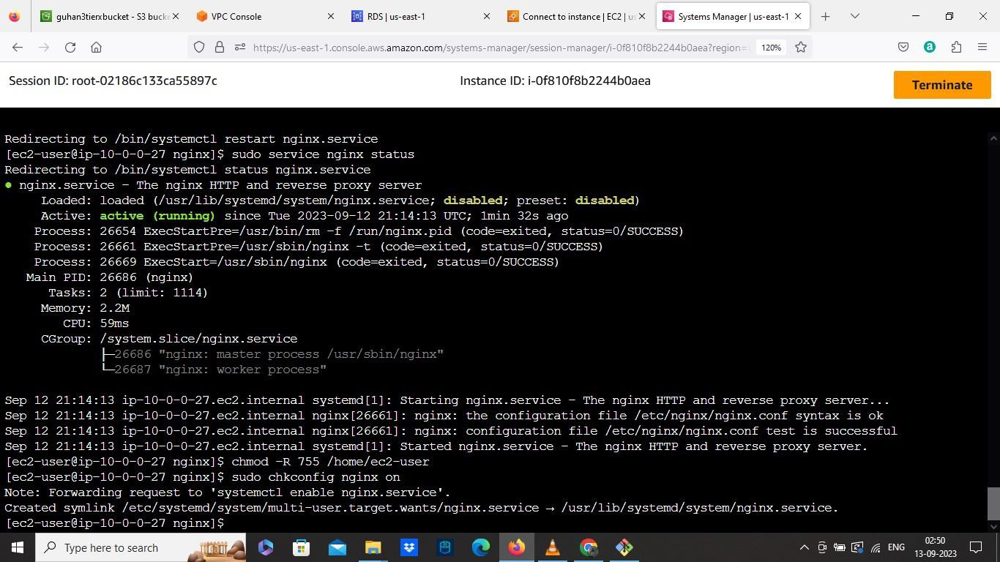 guhan3tierxbucket - S3 bucke
VPC Console
RDS | us-east-1
Connect to instance | EC2 | us
Systems Manager | us-east-1
https://us-east-1.console.aws.amazon.com/systems-manager/session-manager/i-0f810f8b2244b0aea?region=
120%
a
Session ID: root-02186c133ca55897c
Instance ID: i-0f810f8b2244b0aea
Terminate
Redirecting to /bin/systemctl restart nginx.service
[ec2-user@ip-10-0-0-27 nginx]$ sudo service nginx status
Redirecting to /bin/systemctl status nginx.service
● nginx.service - The nginx HTTP and reverse proxy server
Loaded: loaded (/usr/lib/systemd/system/nginx.service; disabled; preset: disabled)
Active: active (running) since Tue 2023-09-12 21:14:13 UTC; 1min 32s ago
Process: 26654 ExecStartPre=/usr/bin/rm -f /run/nginx.pid (code=exited, status=0/SUCCESS)
Process: 26661 ExecStartPre=/usr/sbin/nginx -t (code=exited, status=0/SUCCESS)
Process: 26669 ExecStart=/usr/sbin/nginx (code=exited, status=0/SUCCESS)
Main PID: 26686 (nginx)
Tasks: 2 (limit: 1114)
Memory: 2.2M
CPU: 59ms
CGroup: /system.slice/nginx.service
├─26686 "nginx: master process /usr/sbin/nginx"
└─26687 "nginx: worker process"
Sep 12 21:14:13 ip-10-0-0-27.ec2.internal systemd[1]: Starting nginx.service - The nginx HTTP and reverse proxy server...
Sep 12 21:14:13 ip-10-0-0-27.ec2.internal nginx[26661]: nginx: the configuration file /etc/nginx/nginx.conf syntax is ok
Sep 12 21:14:13 ip-10-0-0-27.ec2.internal nginx[26661]: nginx: configuration file /etc/nginx/nginx.conf test is successful
Sep 12 21:14:13 ip-10-0-0-27.ec2.internal systemd[1]: Started nginx.service - The nginx HTTP and reverse proxy server.
[ec2-user@ip-10-0-0-27 nginx]$ chmod -R 755 /home/ec2-user
[ec2-user@ip-10-0-0-27 nginx]$ sudo chkconfig nginx on
Note: Forwarding request to 'systemctl enable nginx.service'.
Created symlink /etc/systemd/system/multi-user.target.wants/nginx.service → /usr/lib/systemd/system/nginx.service.
[ec2-user@ip-10-0-0-27 nginx]$
Type here to search
ENG
02:50
13-09-2023